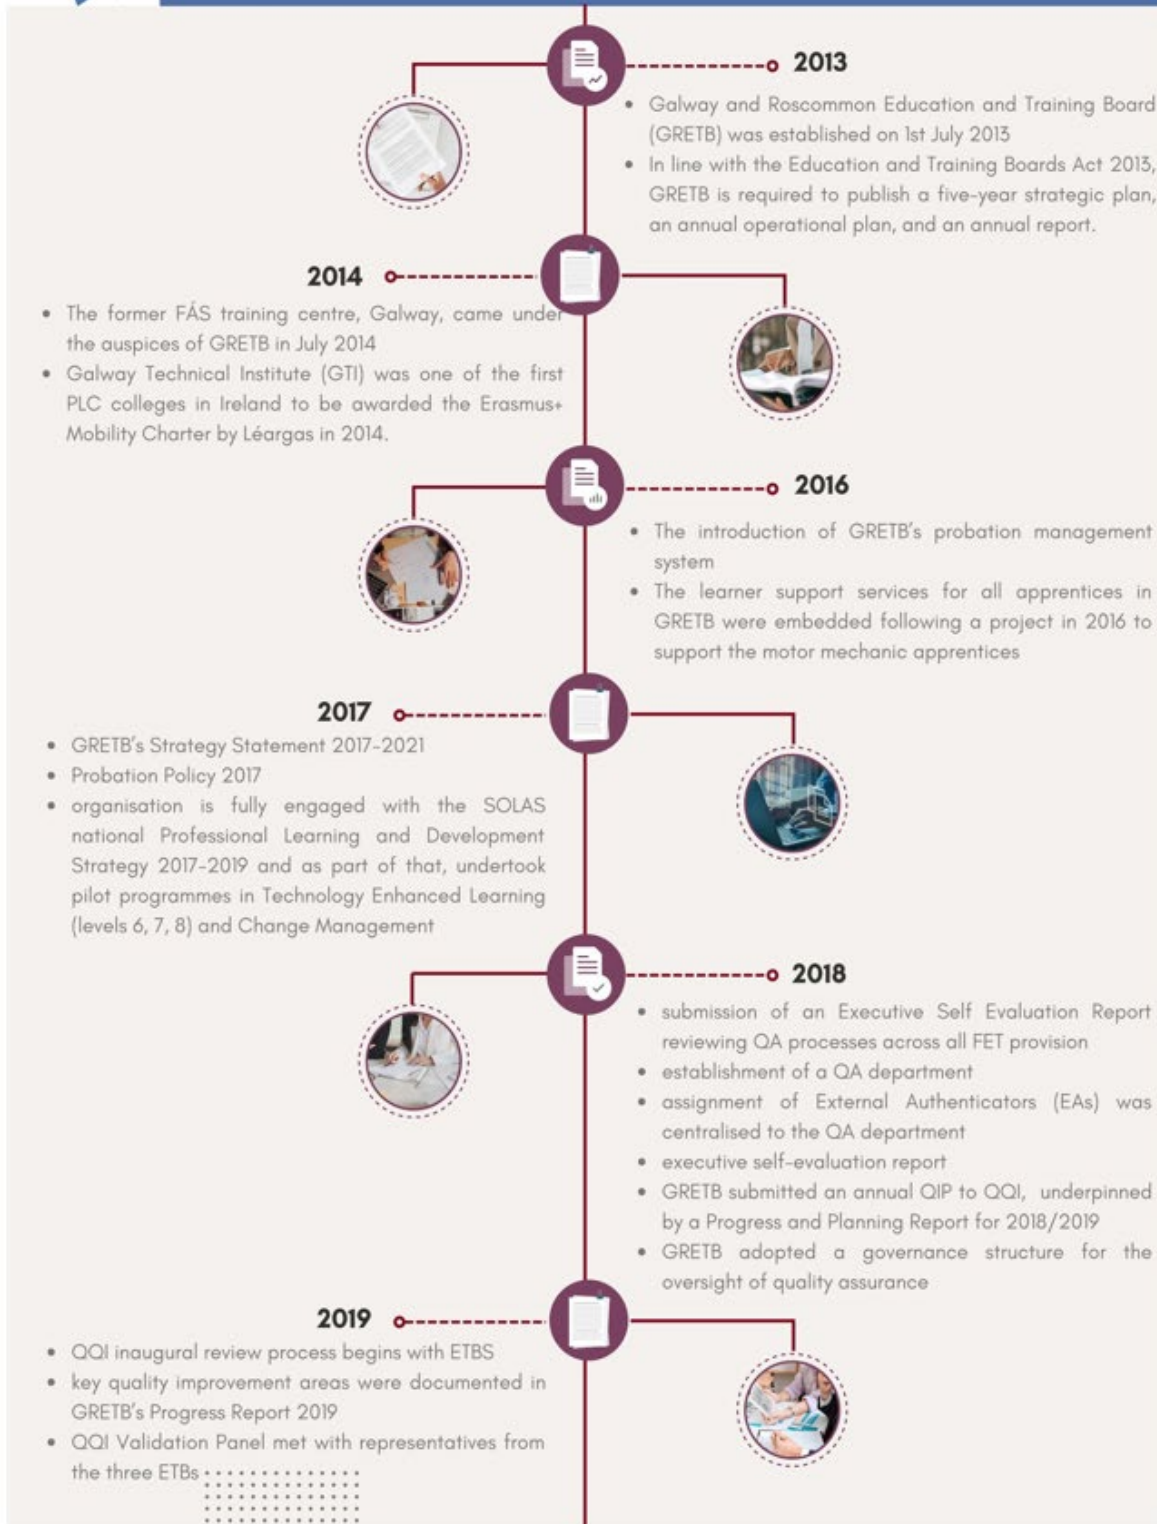 2013
• Galway and Roscommon Education and Training Board
(GRETB) was established on 1st July 2013
• In line with the Education and Training Boards Act 2013,
GRETB is required to publish a five-year strategic plan,
an annual operational plan, and an annual report.
2014
• The former FÁS training centre, Galway, came under
the auspices of GRETB in July 2014
• Galway Technical Institute (GTI) was one of the first
PLC colleges in Ireland to be awarded the Erasmus+
Mobility Charter by Léargas in 2014.
2016
• The introduction of GRETB's probation management
system
• The learner support services for all apprentices in
GRETB were embedded following a project in 2016 to
support the motor mechanic apprentices
2017
• GRETB's Strategy Statement 2017-2021
• Probation Policy 2017
• organisation is fully engaged with the SOLAS
national Professional Learning and Development
Strategy 2017-2019 and as part of that, undertook
pilot programmes in Technology Enhanced Learning
(levels 6, 7, 8) and Change Management
2018
• submission of an Executive Self Evaluation Report
reviewing QA processes across all FET provision
• establishment of a QA department
• assignment of External Authenticators (EAs) was
centralised to the QA department
• executive self-evaluation report
• GRETB submitted an annual QIP to QQI, underpinned
by a Progress and Planning Report for 2018/2019
• GRETB adopted a governance structure for the
oversight of quality assurance
2019
• QQI inaugural review process begins with ETBS
• key quality improvement areas were documented in
GRETB's Progress Report 2019
• QQI Validation Panel met with representatives from
the three ETBs